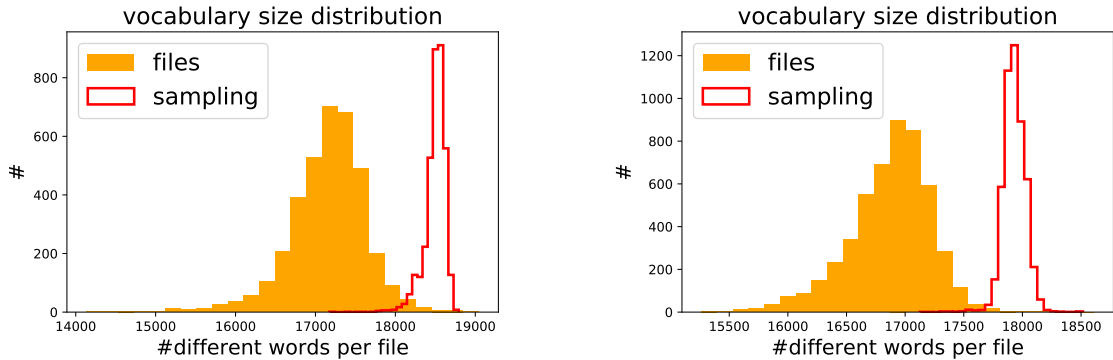 vocabulary size distribution
files
sampling
#
800
600
400
200
0
14000 15000 16000 17000 18000 19000
#different words per file
vocabulary size distribution
files
sampling
#
1200
1000
800
600
400
200
0
15500 16000 16500 17000 17500 18000 18500
#different words per file